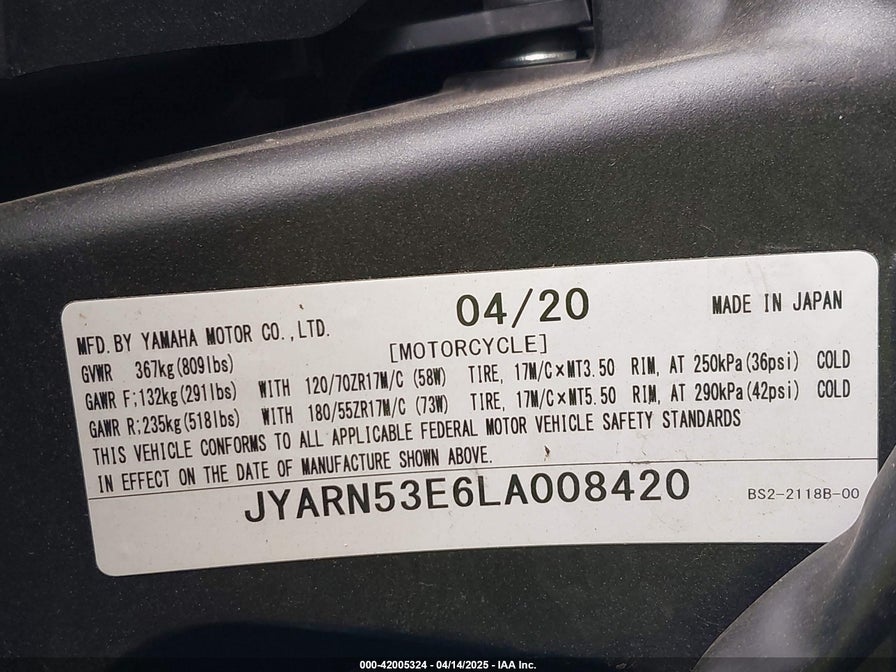 04/20
MADE IN JAPAN
MFD. BY YAMAHA MOTOR CO.,LTD.
[MOTORCYCLE]
GVWR 367kg(809lbs)
GAWR F:132kg(291lbs) WITH 120/70ZR17M/C (58W) TIRE, 17M/C×MT3.50 RIM, AT 250kPa(36psi) COLD
GAWR R:235kg(518lbs) WITH 180/55ZR17M/C (73W) TIRE, 17M/C×MT5.50 RIM, AT 290kPa(42psi) COLD
THIS VEHICLE CONFORMS TO ALL APPLICABLE FEDERAL MOTOR VEHICLE SAFETY STANDARDS
IN EFFECT ON THE DATE OF MANUFACTURE SHOWN ABOVE.
JYARN53E6LA008420
BS2-2118B-00
000-42005324 - 04/14/2025 - IAA Inc.